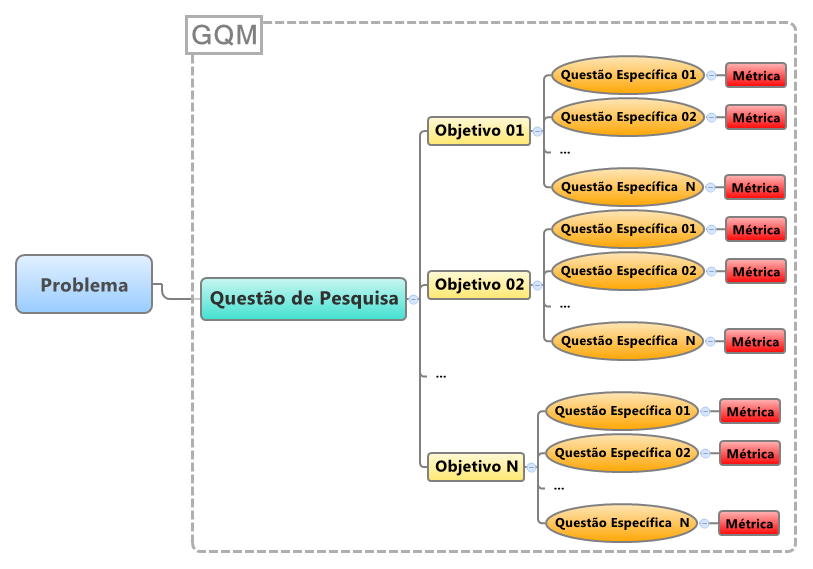 GQM
Problema
Questão de Pesquisa
Objetivo 01
Questão Específica 01
Métrica
Questão Específica 02
Métrica
...
Questão Específica  N
Métrica
Objetivo 02
Questão Específica 01
Métrica
Questão Específica 02
Métrica
...
Questão Específica  N
Métrica
...
Objetivo N
Questão Específica 01
Métrica
Questão Específica 02
Métrica
...
Questão Específica  N
Métrica